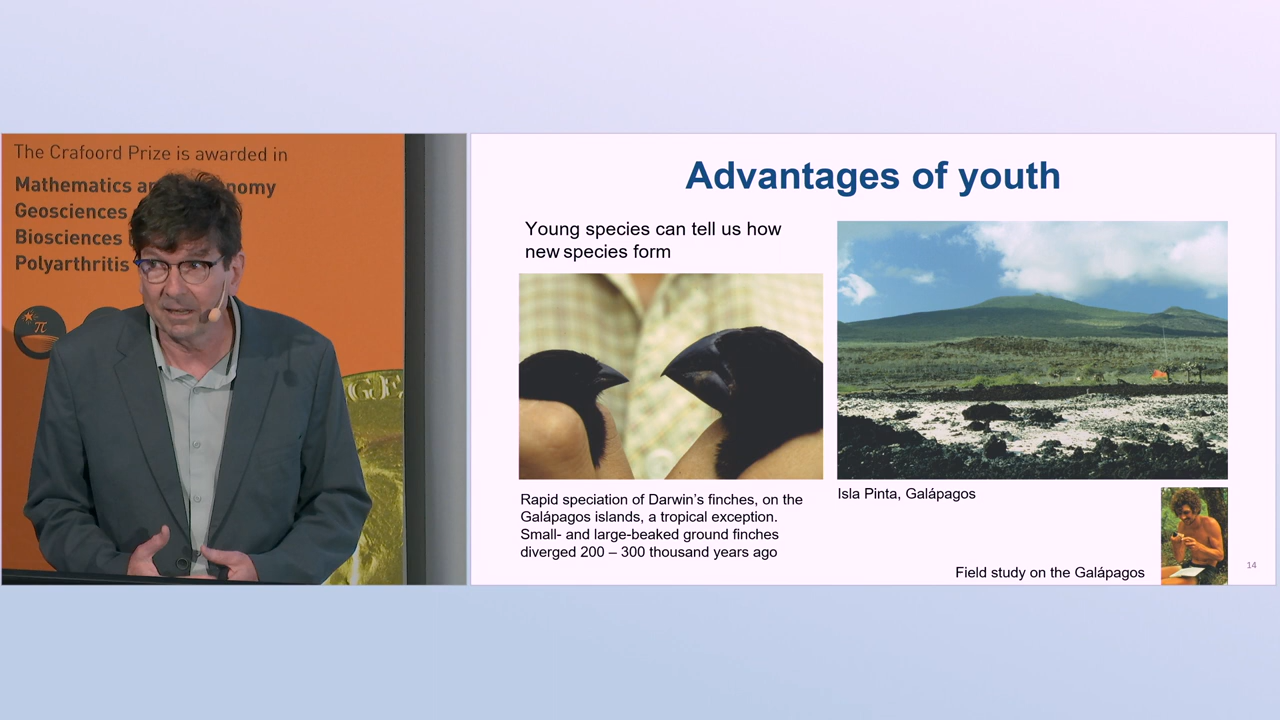 The Crafoord Prize is awarded in
Mathematics
Geosciences
Biosciences
Polyarthritis
π
GE
Advantages of youth
Young species can tell us how
new species form
Rapid speciation of Darwin's finches, on the
Galápagos islands, a tropical exception.
Small- and large-beaked ground finches
diverged 200 – 300 thousand years ago
Isla Pinta, Galápagos
Field study on the Galápagos
14